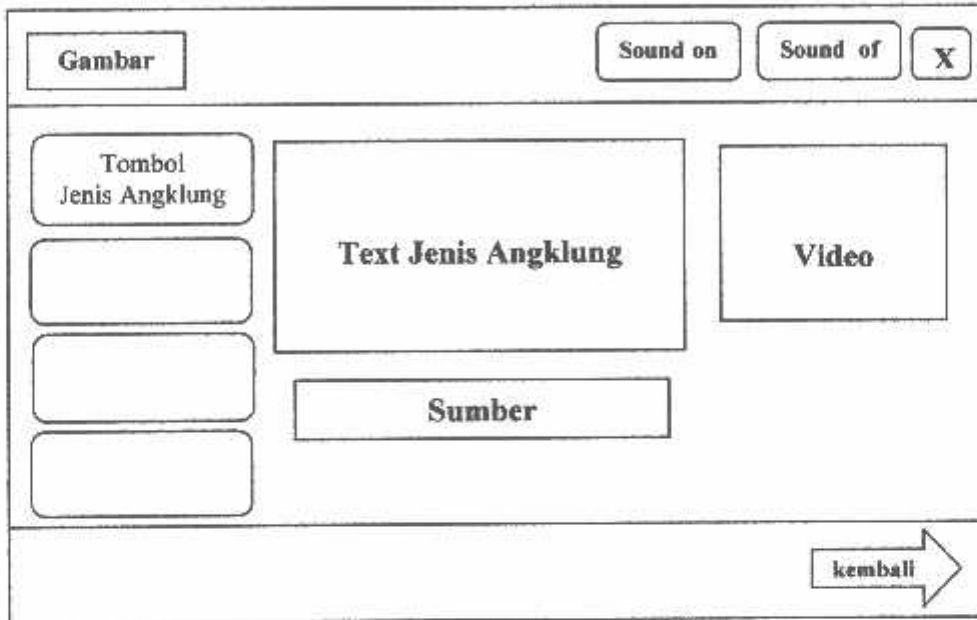 Gambar
Sound on
Sound of
X
Tombol
Jenis Angklung
Text Jenis Angklung
Video
Sumber
kembali